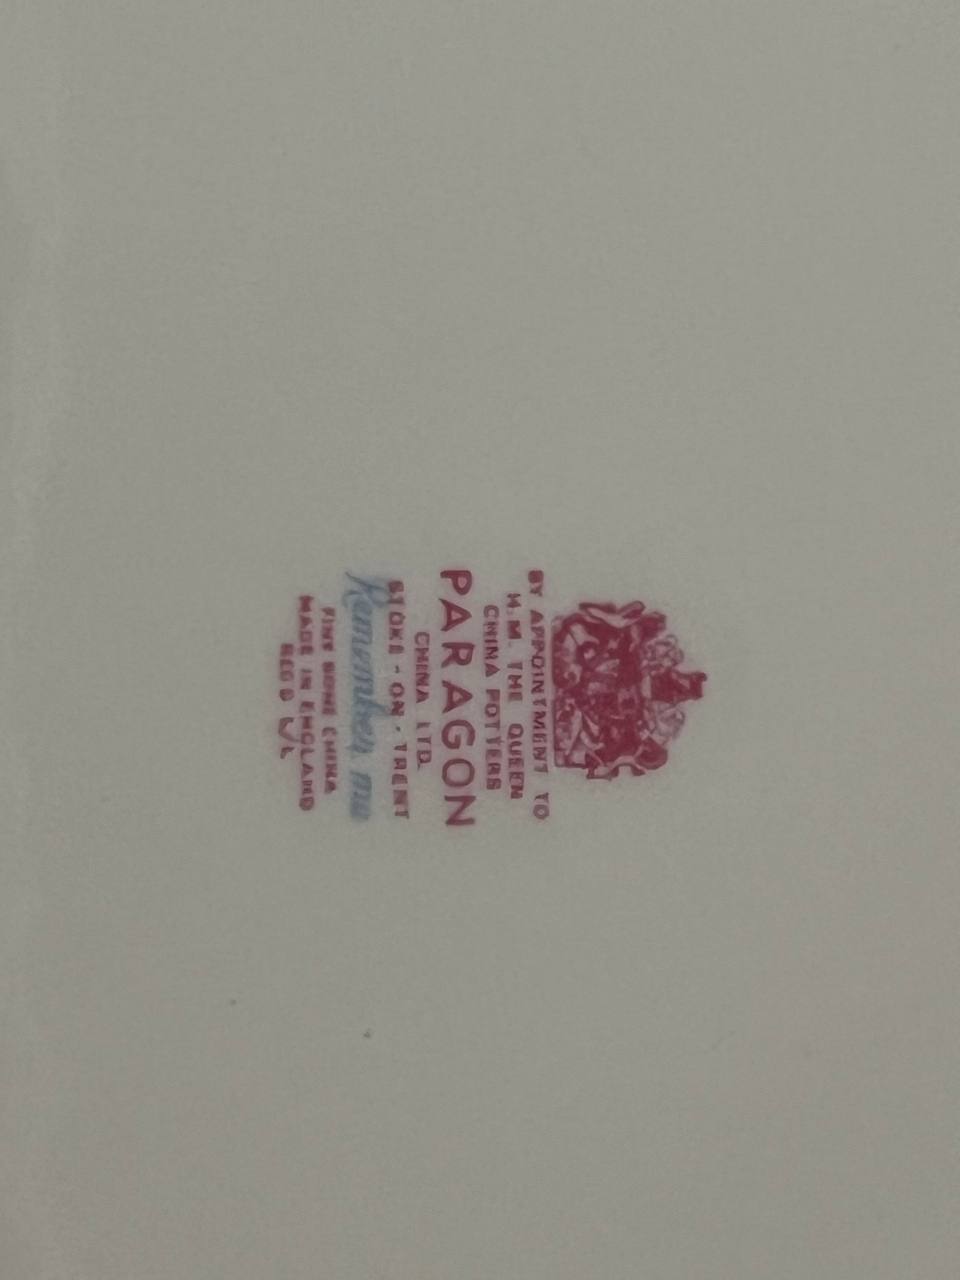 BY APPOINTMENT TO
H. M. THE QUEEN
CHINA POTTERS
PARAGON
CHINA LTD.
STOKE - ON - TRENT
Remember me
FINE BONE CHINA
MADE IN ENGLAND
REG'D